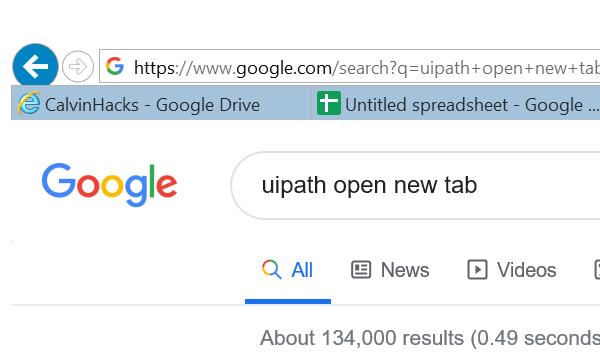 https://www.google.com/search?q=uipath+open+new+tab
CalvinHacks - Google Drive
Untitled spreadsheet - Google ...
Google
uipath open new tab
All
News
Videos
About 134,000 results (0.49 seconds